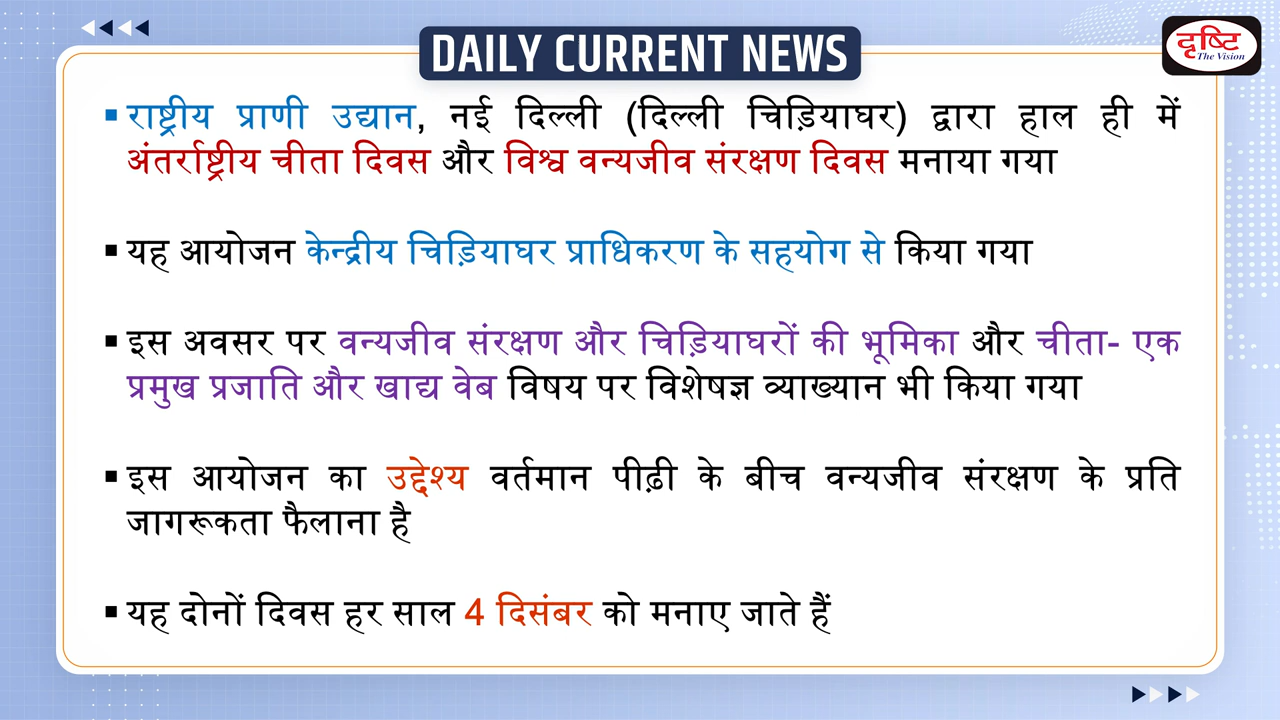 DAILY CURRENT NEWS
दृष्टि
The Vision
▪ राष्ट्रीय प्राणी उद्यान, नई दिल्ली (दिल्ली चिड़ियाघर) द्वारा हाल ही में
अंतर्राष्ट्रीय चीता दिवस और विश्व वन्यजीव संरक्षण दिवस मनाया गया
▪ यह आयोजन केन्द्रीय चिड़ियाघर प्राधिकरण के सहयोग से किया गया
▪ इस अवसर पर वन्यजीव संरक्षण और चिड़ियाघरों की भूमिका और चीता- एक
प्रमुख प्रजाति और खाद्य वेब विषय पर विशेषज्ञ व्याख्यान भी किया गया
▪ इस आयोजन का उद्देश्य वर्तमान पीढ़ी के बीच वन्यजीव संरक्षण के प्रति
जागरूकता फैलाना है
▪ यह दोनों दिवस हर साल 4 दिसंबर को मनाए जाते हैं